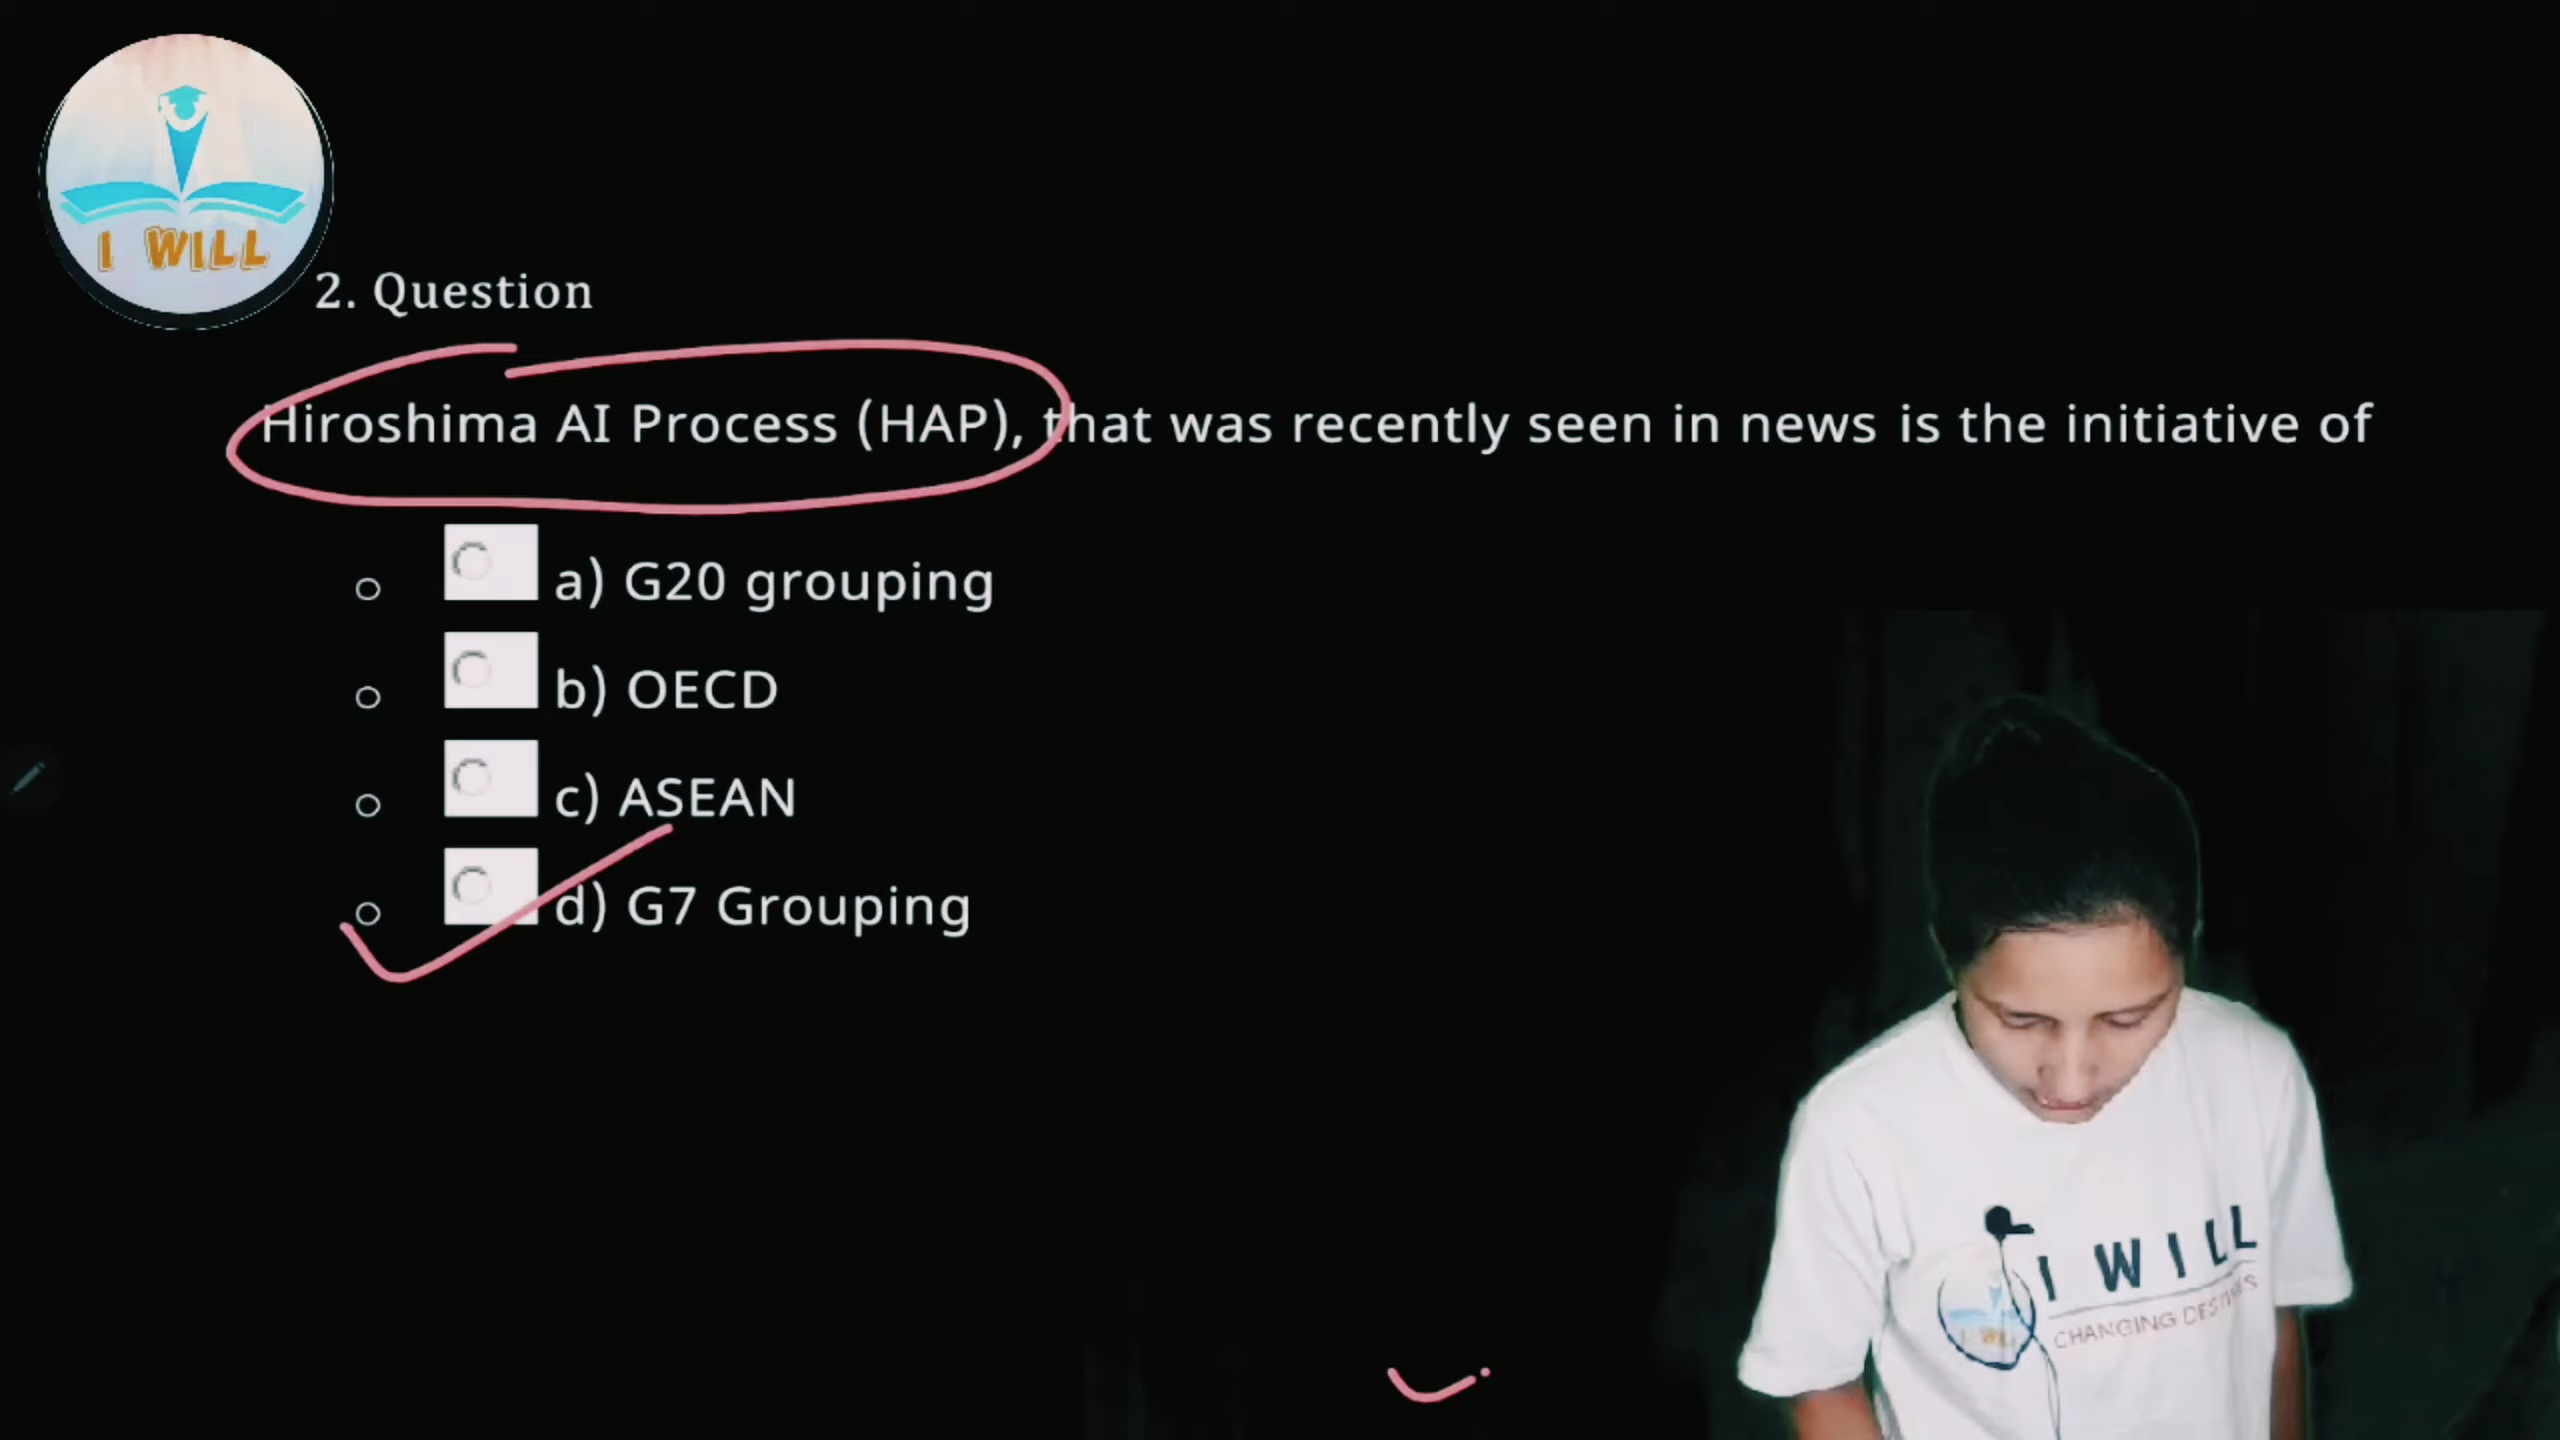 I WILL
2. Question
Hiroshima AI Process (HAP), that was recently seen in news is the initiative of
a) G20 grouping
b) OECD
c) ASEAN
d) G7 Grouping
I WILL
CHANGING
I WILL